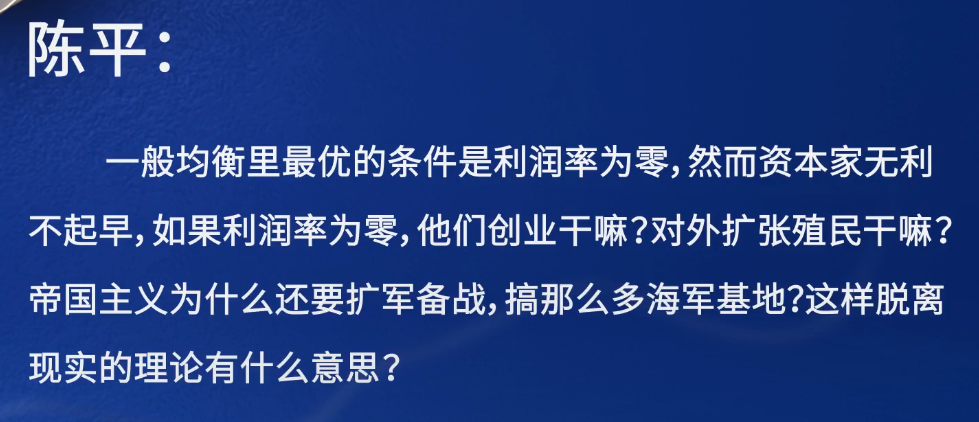 陈平：
一般均衡里最优的条件是利润率为零，然而资本家无利
不起早，如果利润率为零，他们创业干嘛？对外扩张殖民干嘛？
帝国主义为什么还要扩军备战，搞那么多海军基地？这样脱离
现实的理论有什么意思？